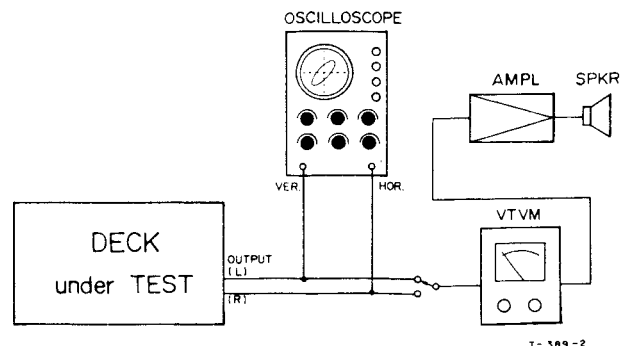 OSCILLOSCOPE
AMPL
SPKR
VER.
HOR.
VTVM
DECK
under TEST
OUTPUT
(L)
(R)
T-389-2